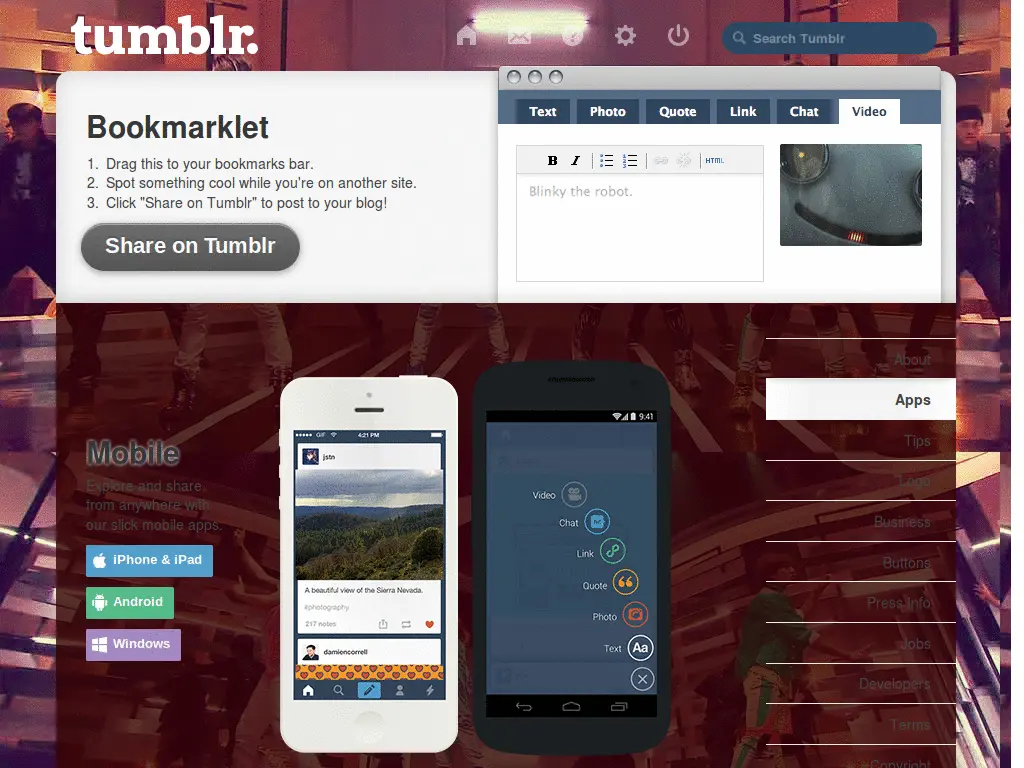 tumblr.
Search Tumblr
Bookmarklet
1. Drag this to your bookmarks bar.
2. Spot something cool while you're on another site.
3. Click "Share on Tumblr" to post to your blog!
Share on Tumblr
Text Photo Quote Link Chat Video
B I HTML
Blinky the robot.
About
Apps
Tips
Logo
Business
Buttons
Press Info
Jobs
Developers
Terms
Copyright
Mobile
Explore and share,
from anywhere with
our slick mobile apps.
iPhone & iPad
Android
Windows
GIF 4:21 PM
jstn
A beautiful view of the Sierra Nevada.
#photography
217 notes
damiencorrell
9:41
Video
Chat
Link
Quote
Photo
Text Aa